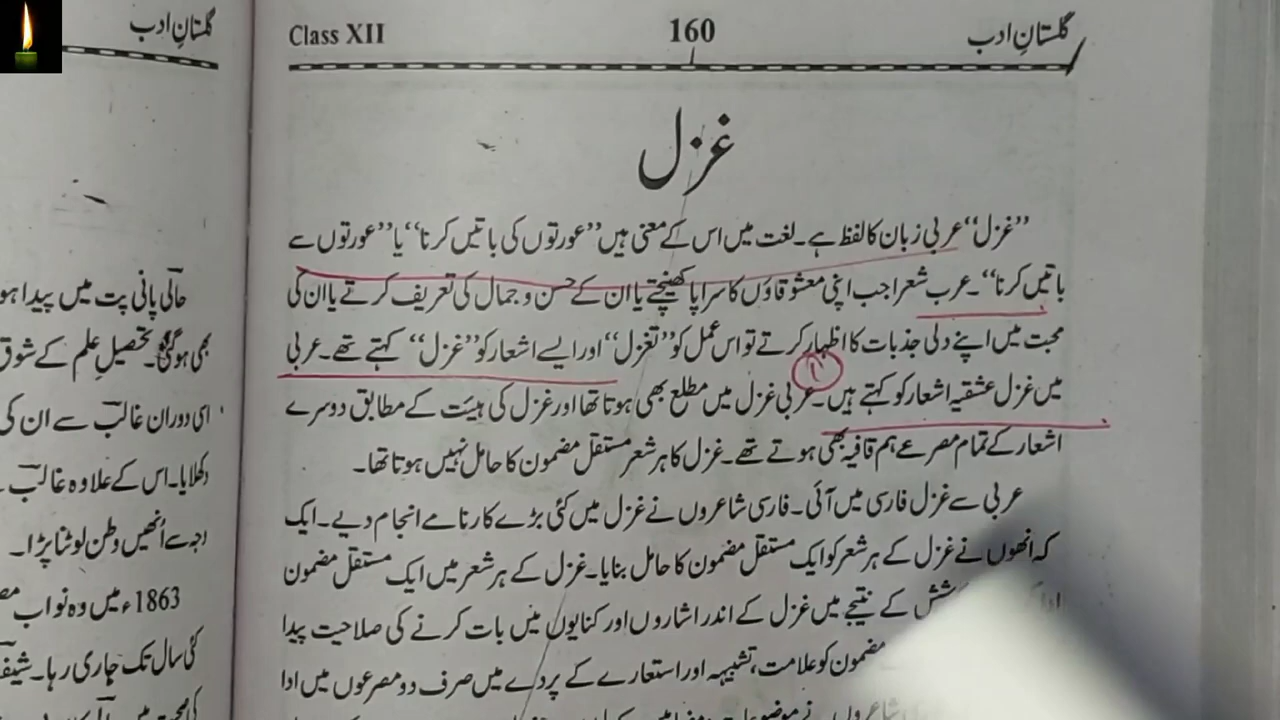 گلستانِ ادب
160
Class XII
غزل
”غزل“ عربی زبان کا لفظ ہے۔ لغت میں اس کے معنی ہیں ”عورتوں کی باتیں کرنا“ یا ”عورتوں سے
باتیں کرنا“۔ عرب شعرا جب اپنی معشوقاؤں کا سراپا کھینچتے یا ان کے حسن و جمال کی تعریف کرتے یا ان کی
محبت میں اپنے دلی جذبات کا اظہار کرتے تو اس عمل کو ”تغزل“ اور ایسے اشعار کو ”غزل“ کہتے تھے۔ عربی
میں غزل عشقیہ اشعار کو کہتے ہیں۔ عربی غزل میں مطلع بھی ہوتا تھا اور غزل کی ہیئت کے مطابق دوسرے
اشعار کے تمام مصرعے ہم قافیہ بھی ہوتے تھے۔ غزل کا ہر شعر مستقل مضمون کا حامل نہیں ہوتا تھا۔
عربی سے غزل فارسی میں آئی۔ فارسی شاعروں نے غزل میں کئی بڑے کارنامے انجام دیے۔ ایک
کہ انھوں نے غزل کے ہر شعر کو ایک مستقل مضمون کا حامل بنایا۔ غزل کے ہر شعر میں ایک مستقل مضمون
کے نتیجے میں غزل کے اندر اشاروں اور کنایوں میں بات کرنے کی صلاحیت پیدا
مضمون کو علامت، تشبیہہ اور استعارے کے پردے میں صرف دو مصرعوں میں ادا
گلستانِ ادب
حالی پانی پت میں پیدا ہو
بھی ہوگئی۔ تحصیلِ علم کے شوق
اسی دوران غالب سے ان کی
دکھلایا۔ اس کے علاوہ غالب
وجہ سے اُنھیں وطن لوٹنا پڑا۔
1863ء میں وہ نواب مص
کئی سال تک جاری رہا۔ شیفت